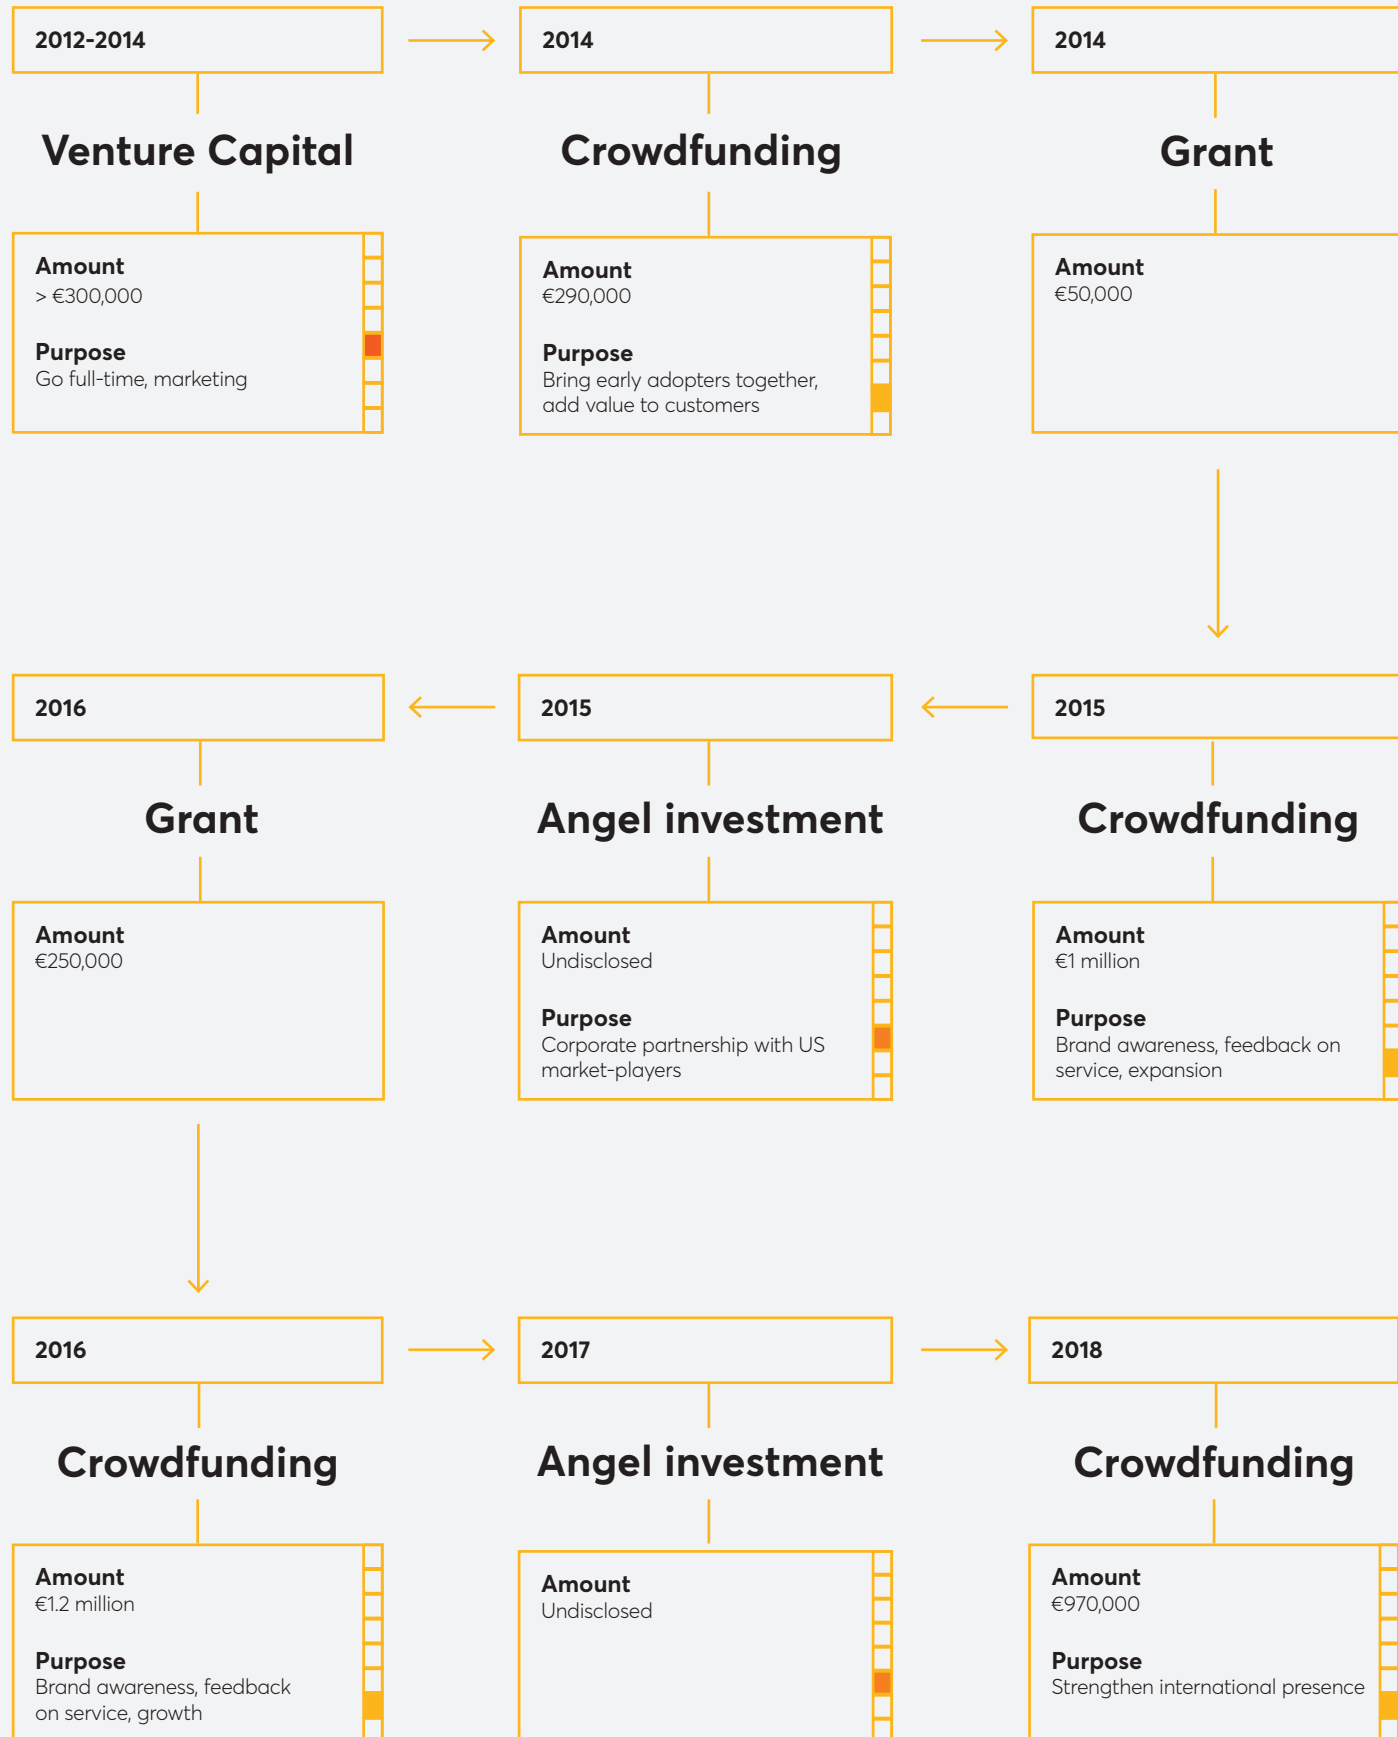 2012-2014
Venture Capital
Amount
> €300,000
Purpose
Go full-time, marketing
2014
Crowdfunding
Amount
€290,000
Purpose
Bring early adopters together,
add value to customers
2014
Grant
Amount
€50,000
2015
Crowdfunding
Amount
€1 million
Purpose
Brand awareness, feedback on
service, expansion
2015
Angel investment
Amount
Undisclosed
Purpose
Corporate partnership with US
market-players
2016
Grant
Amount
€250,000
2016
Crowdfunding
Amount
€1.2 million
Purpose
Brand awareness, feedback
on service, growth
2017
Angel investment
Amount
Undisclosed
2018
Crowdfunding
Amount
€970,000
Purpose
Strengthen international presence